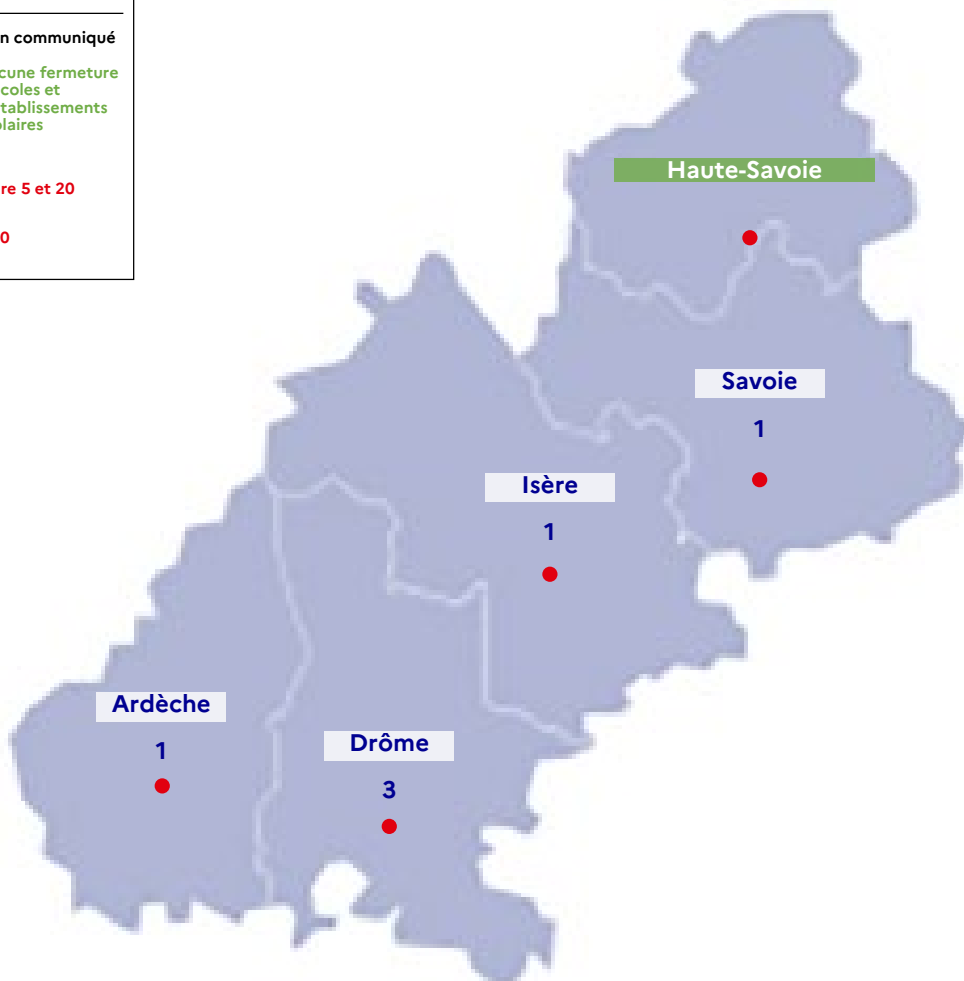 n communiqué
cune fermeture
coles et
tablissements
laires
re 5 et 20
0
Haute-Savoie
Savoie
1
Isère
1
Ardèche
1
Drôme
3